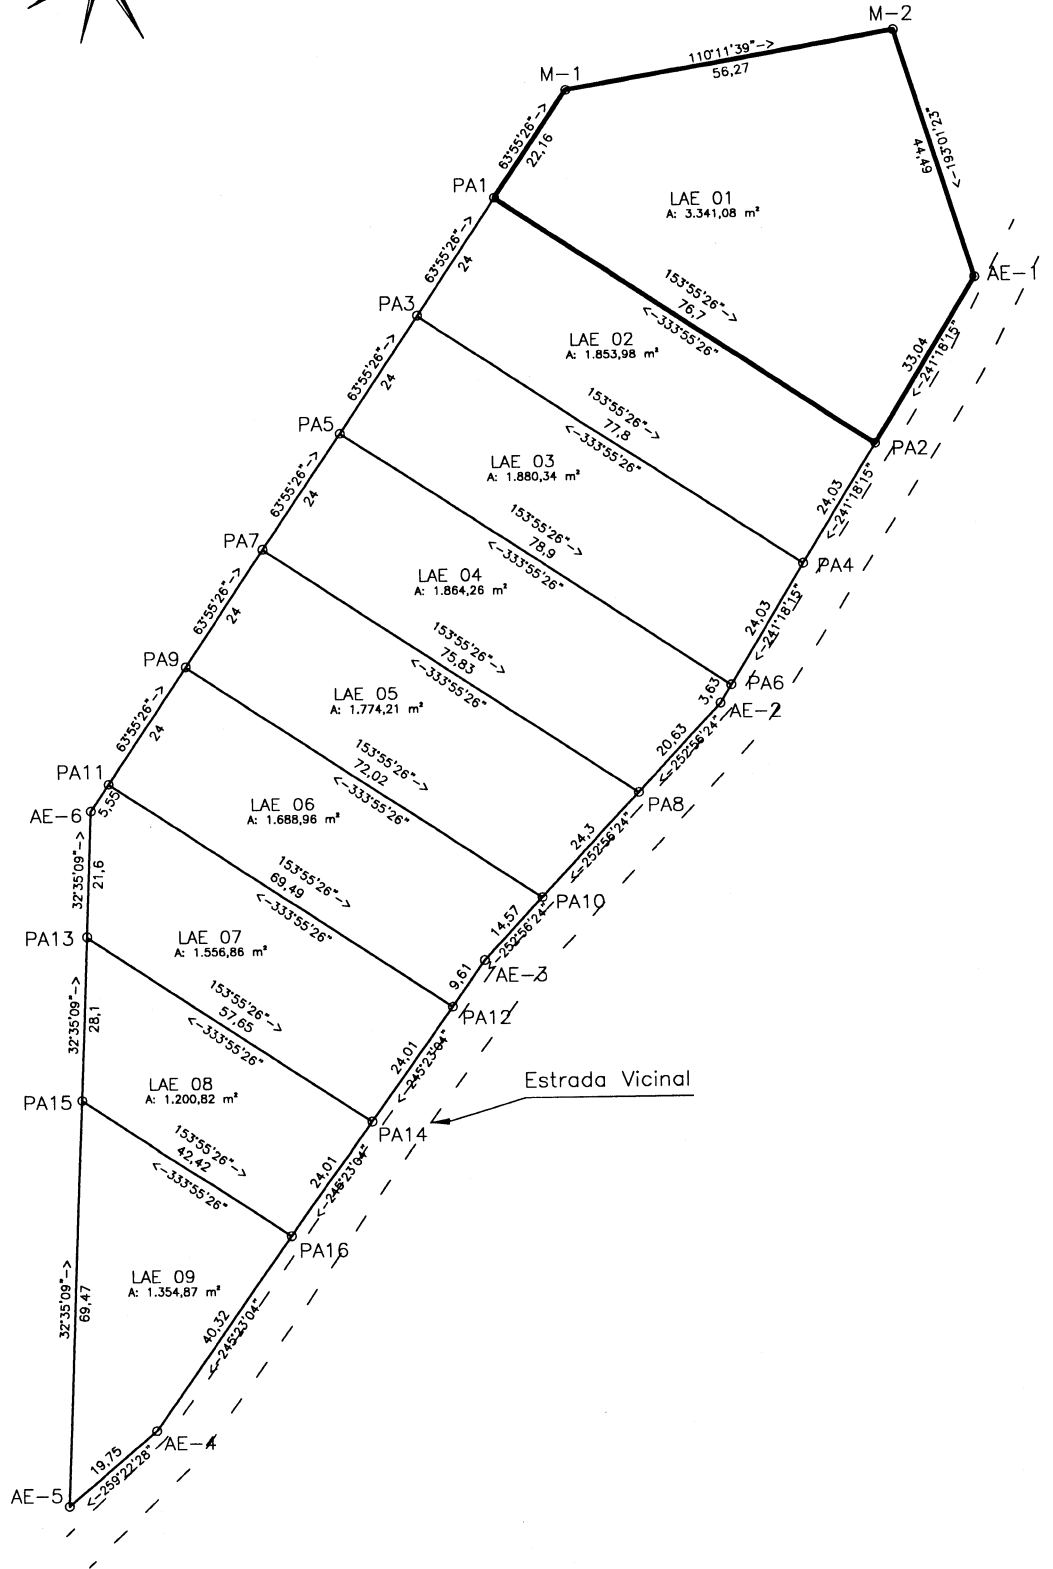 M-2
110°11'39"->
56,27
M-1
63°55'26"->
22,16
<-193°01'23"
64,44
PA1
LAE 01
A: 3.341,08 m²
AE-1
63°55'26"->
24
153°55'26"->
76,7
<-333°55'26"
33,04
<-241°18'15"
PA3
LAE 02
A: 1.853,98 m²
PA2
63°55'26"->
24
153°55'26"->
77,8
<-333°55'26"
24,03
<-241°18'15"
PA5
LAE 03
A: 1.880,34 m²
PA4
63°55'26"->
24
153°55'26"->
78,9
<-333°55'26"
24,03
<-241°18'15"
PA7
LAE 04
A: 1.864,26 m²
PA6
3,63
AE-2
63°55'26"->
24
153°55'26"->
75,83
<-333°55'26"
20,63
<-252°56'24"
PA9
LAE 05
A: 1.774,21 m²
PA8
63°55'26"->
24
153°55'26"->
72,02
<-333°55'26"
24,3
<-252°56'24"
PA11
5,55
AE-6
LAE 06
A: 1.688,96 m²
PA10
32°35'09"->
21,6
153°55'26"->
69,49
<-333°55'26"
14,57
<-252°56'24"
AE-3
PA13
LAE 07
A: 1.556,86 m²
9,61
PA12
32°35'09"->
28,1
153°55'26"->
57,65
<-333°55'26"
24,01
<-245°23'04"
Estrada Vicinal
PA15
LAE 08
A: 1.200,82 m²
PA14
153°55'26"->
42,42
<-333°55'26"
24,01
<-245°23'04"
PA16
32°35'09"->
69,47
LAE 09
A: 1.354,87 m²
40,32
<-245°23'04"
AE-4
19,75
<-259°22'28"
AE-5